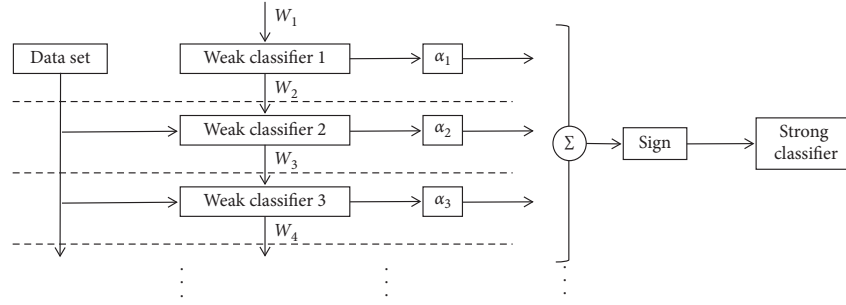 W1
Data set
Weak classifier 1
α1
W2
Weak classifier 2
α2
Σ
Sign
Strong
classifier
W3
Weak classifier 3
α3
W4